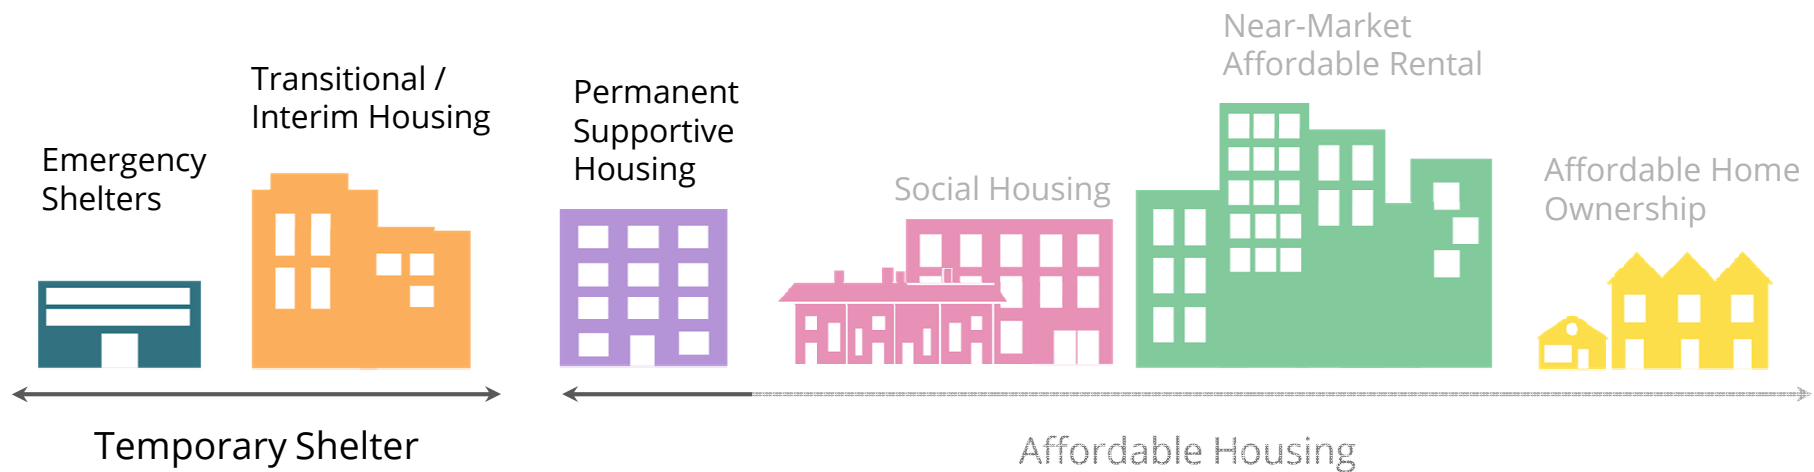 Emergency
Shelters
Transitional /
Interim Housing
Permanent
Supportive
Housing
Social Housing
Near-Market
Affordable Rental
Affordable Home
Ownership
Temporary Shelter
Affordable Housing